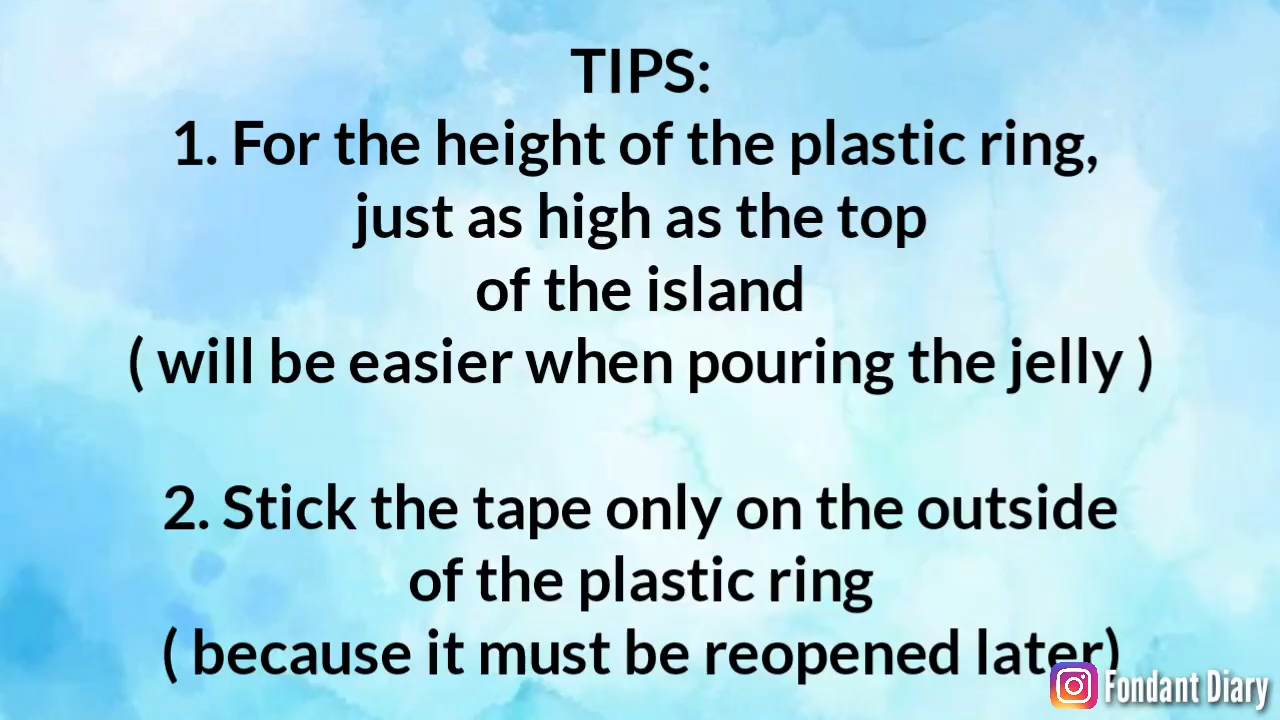 TIPS:
1. For the height of the plastic ring,
just as high as the top
of the island
( will be easier when pouring the jelly )
2. Stick the tape only on the outside
of the plastic ring
( because it must be reopened later)
Fondant Diary